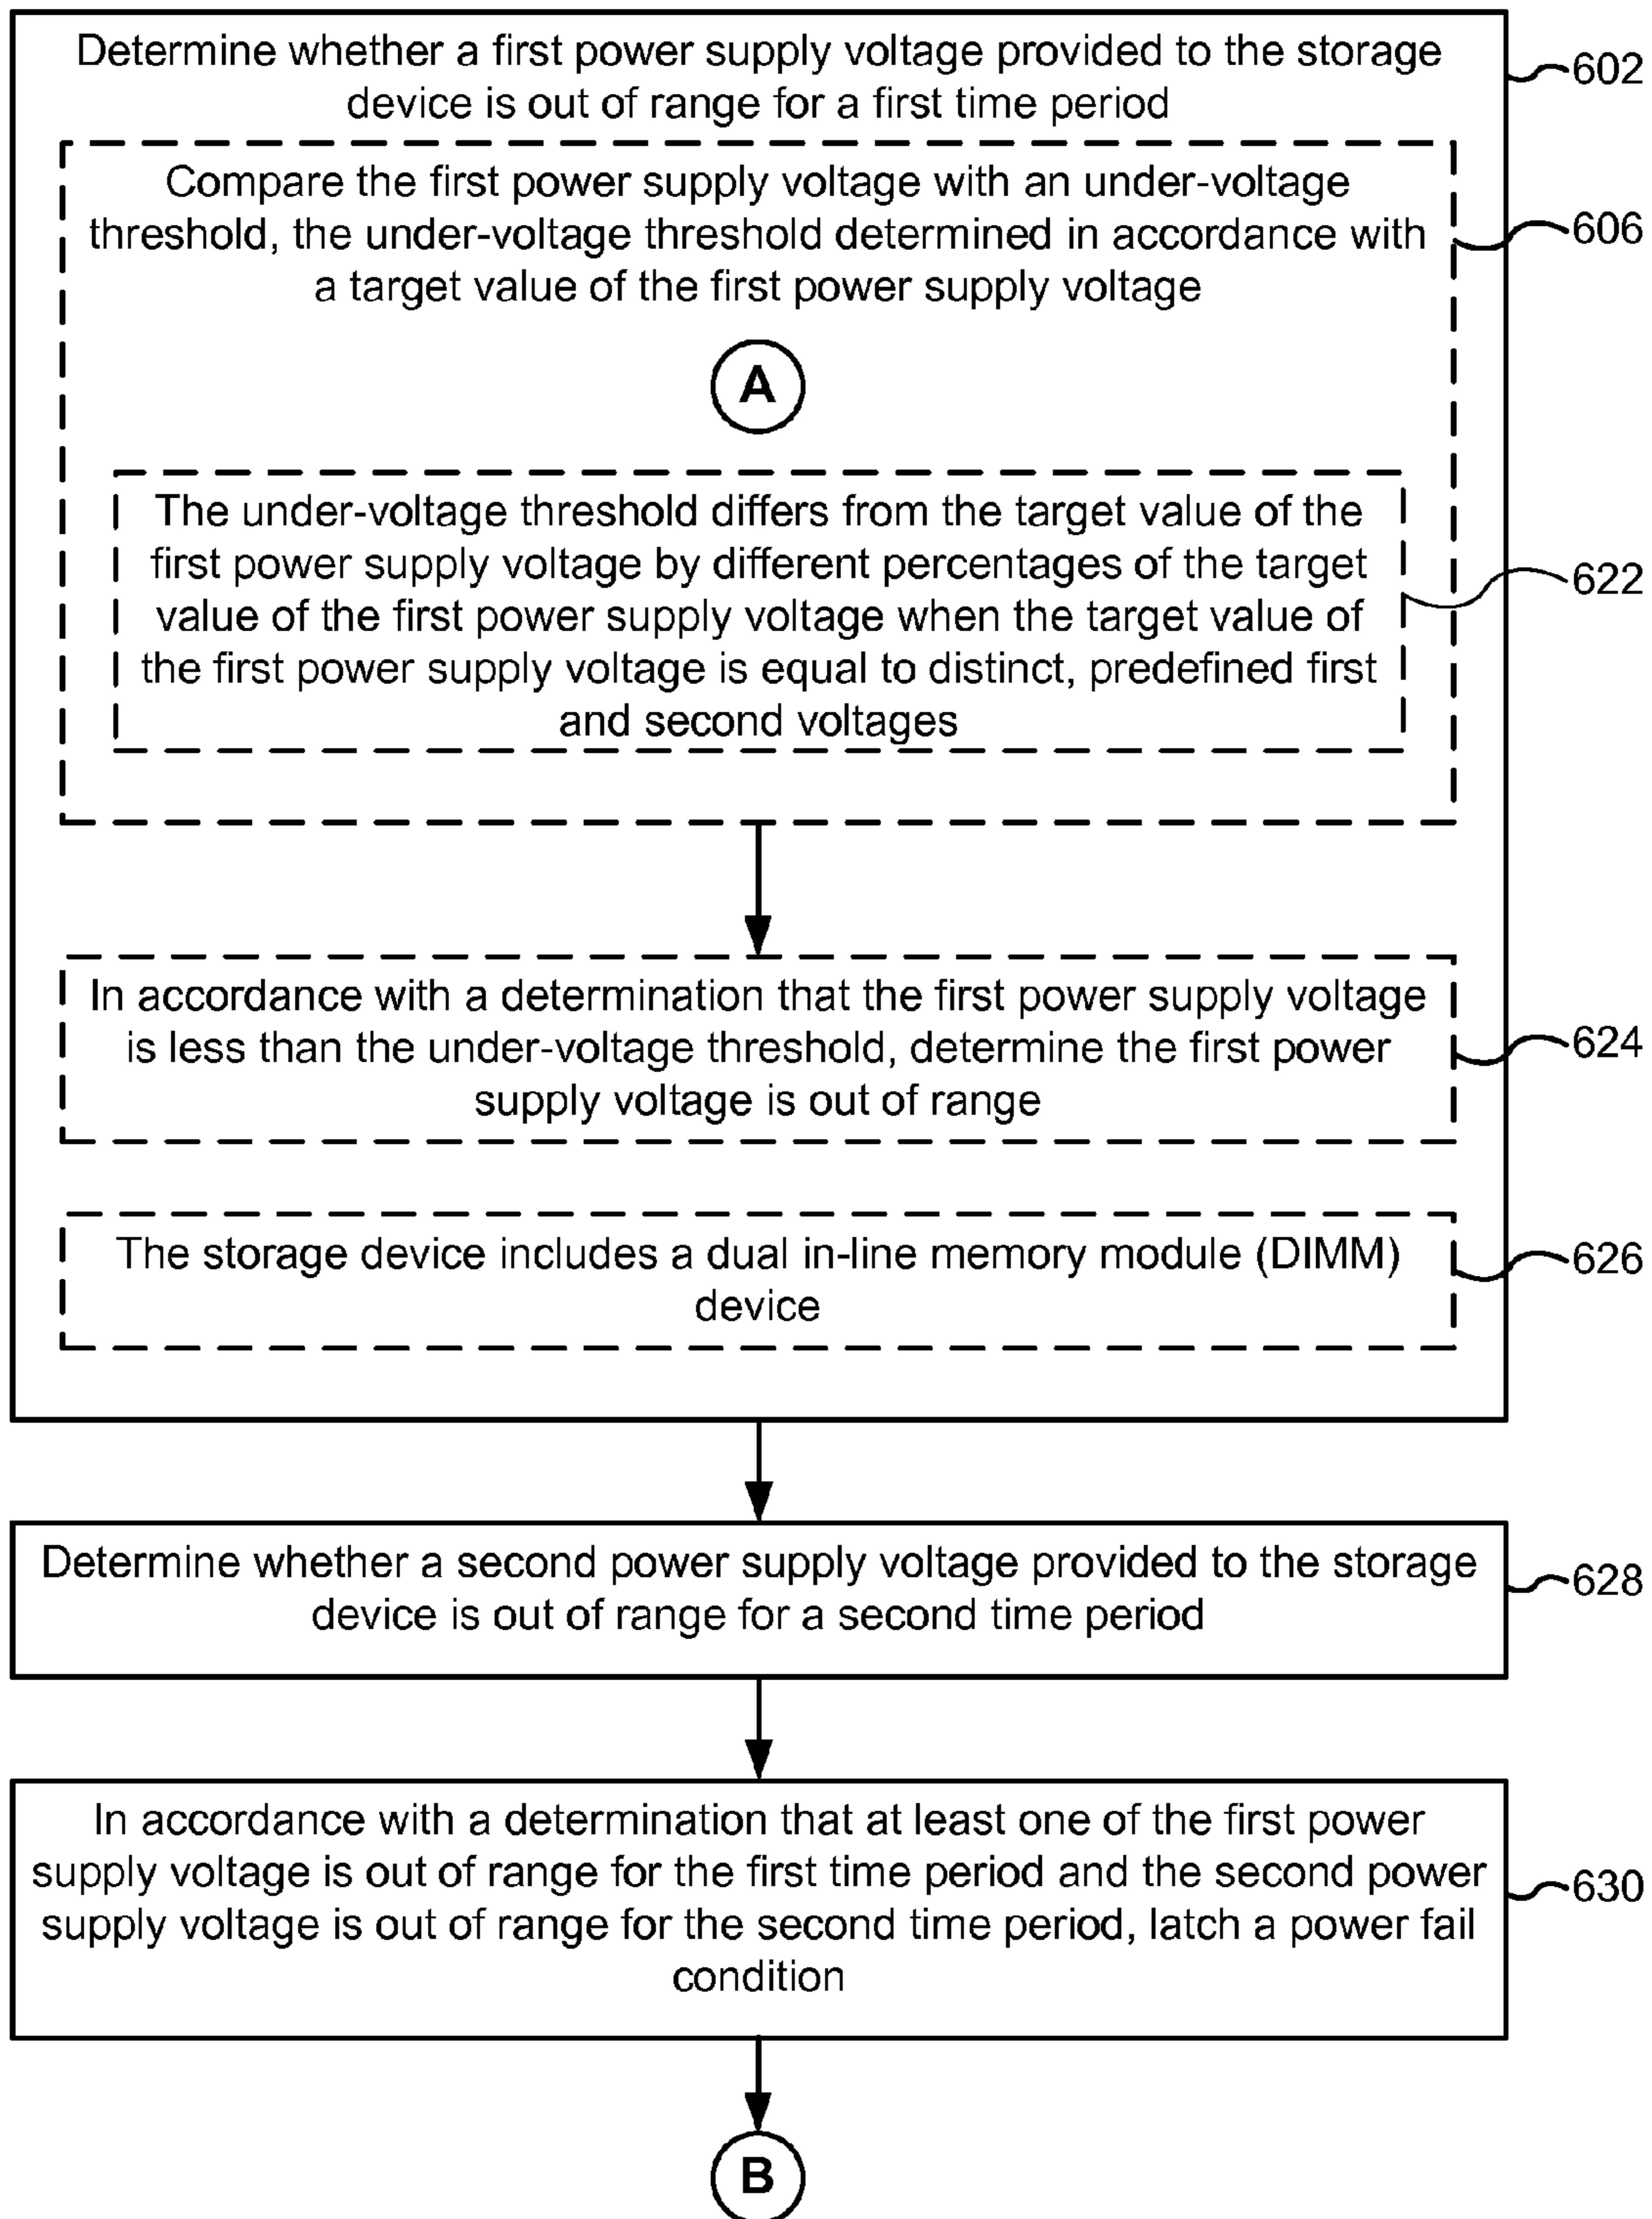 Determine whether a first power supply voltage provided to the storage
device is out of range for a first time period
602
Compare the first power supply voltage with an under-voltage
threshold, the under-voltage threshold determined in accordance with
a target value of the first power supply voltage
606
A
The under-voltage threshold differs from the target value of the
first power supply voltage by different percentages of the target
value of the first power supply voltage when the target value of
the first power supply voltage is equal to distinct, predefined first
and second voltages
622
In accordance with a determination that the first power supply voltage
is less than the under-voltage threshold, determine the first power
supply voltage is out of range
624
The storage device includes a dual in-line memory module (DIMM)
device
626
Determine whether a second power supply voltage provided to the storage
device is out of range for a second time period
628
In accordance with a determination that at least one of the first power
supply voltage is out of range for the first time period and the second power
supply voltage is out of range for the second time period, latch a power fail
condition
630
B